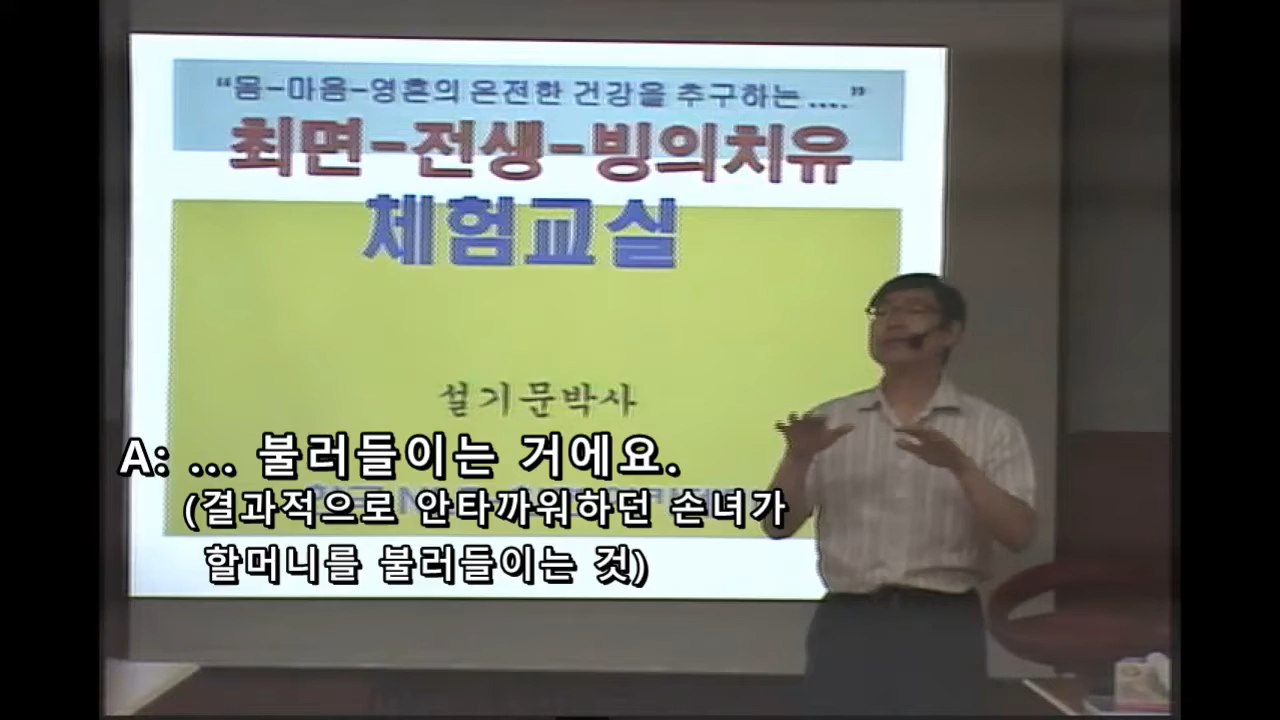 “몸-마음-영혼의 온전한 건강을 추구하는 ....”
최면-전생-빙의치유
체험교실
설기문박사
A: ... 불러들이는 거에요.
(결과적으로 안타까워하던 손녀가
할머니를 불러들이는 것)